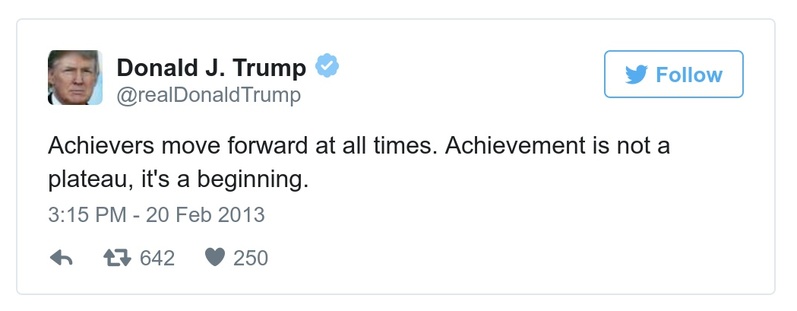 Donald J. Trump
@realDonaldTrump
Follow
Achievers move forward at all times. Achievement is not a
plateau, it's a beginning.
3:15 PM - 20 Feb 2013
642 250